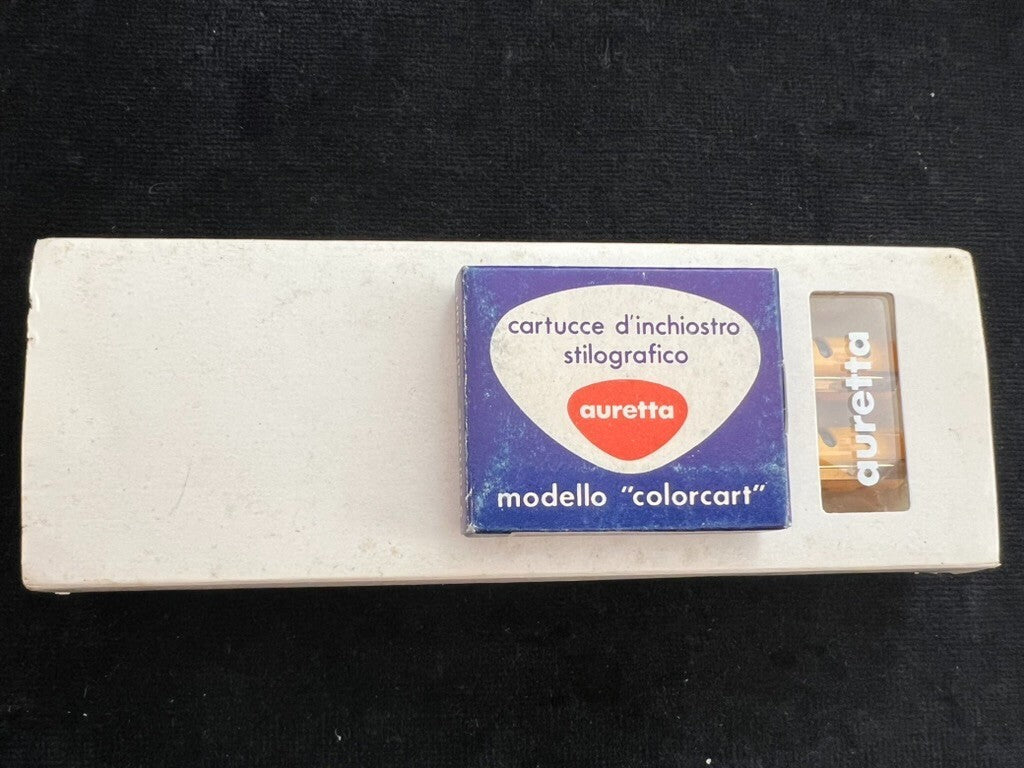 cartucce d'inchiostro
stilografico
auretta
modello "colorcart"
auretta